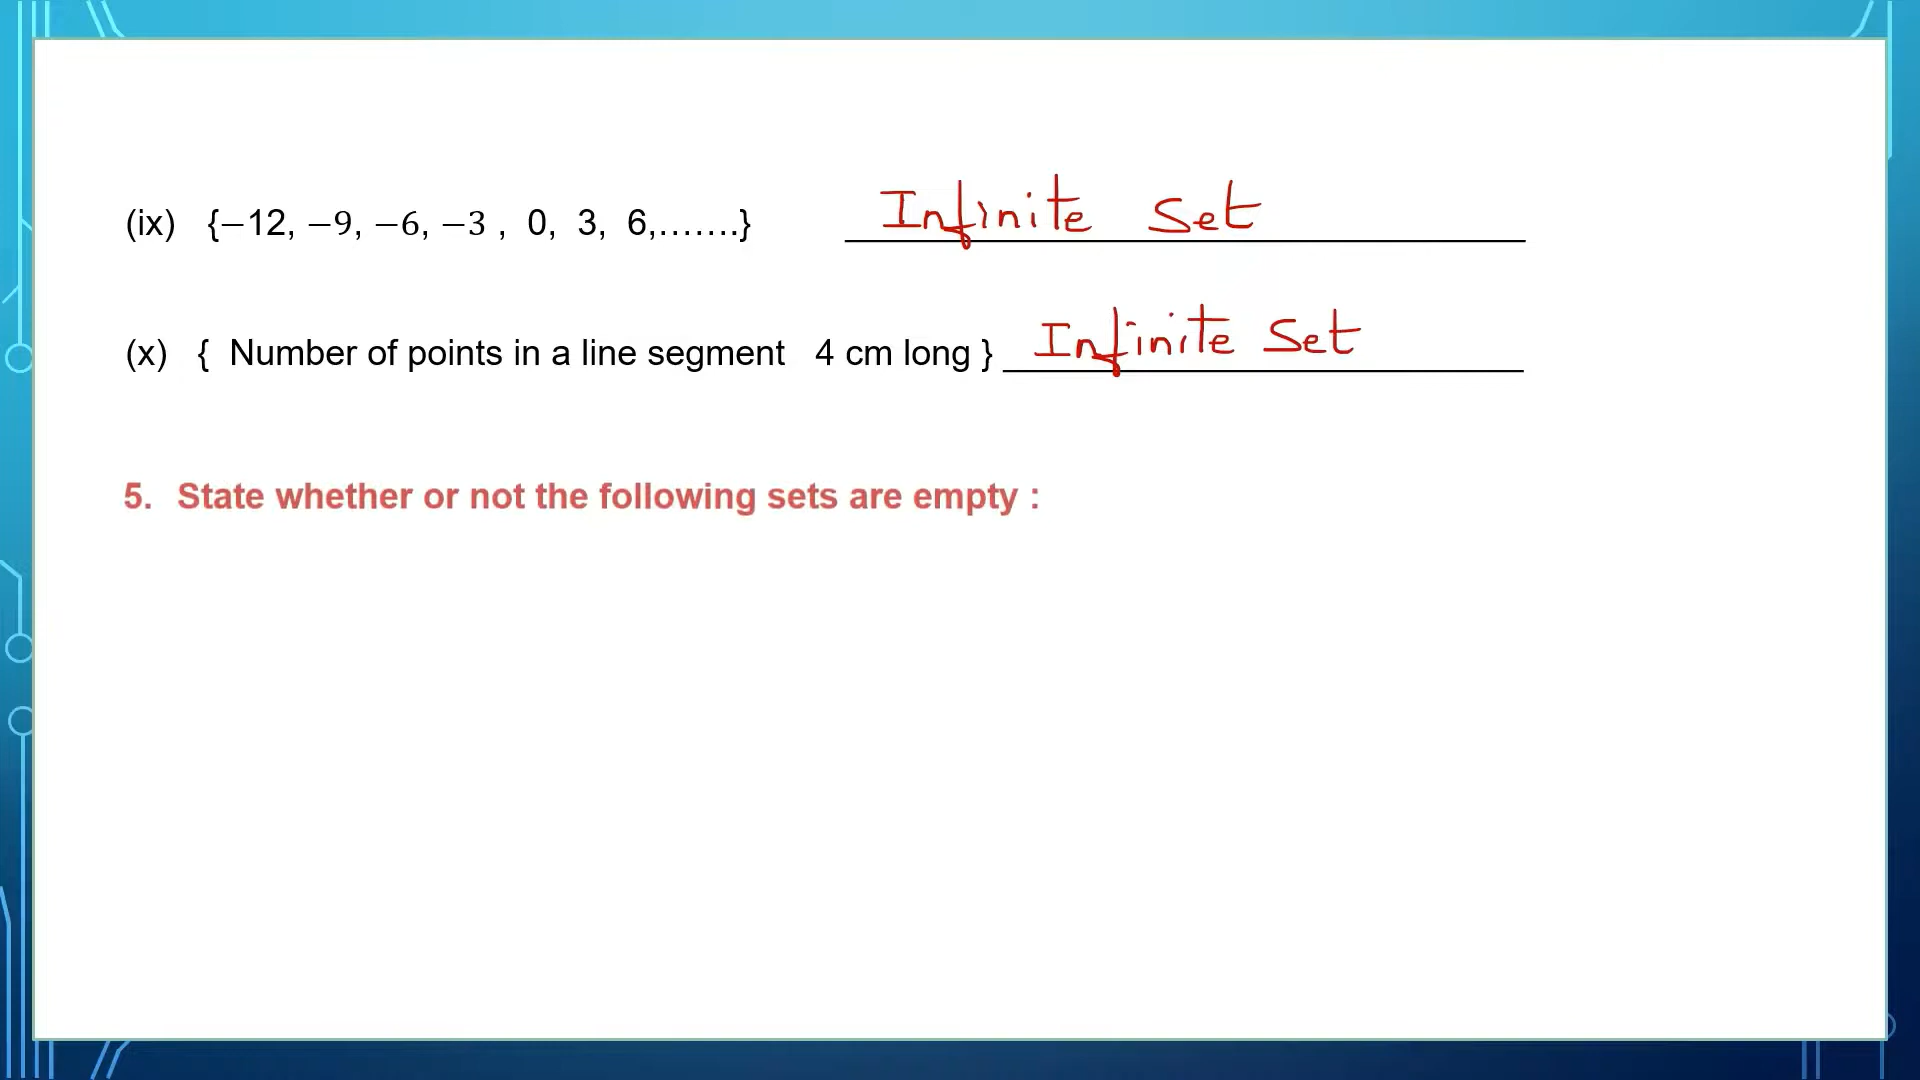 (ix) {−12, −9, −6, −3 , 0, 3, 6,.......} Infinite Set
(x) { Number of points in a line segment 4 cm long } Infinite Set
5. State whether or not the following sets are empty :